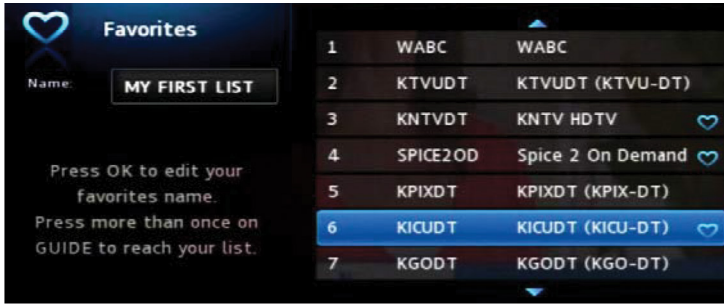 Favorites
Name:
MY FIRST LIST
Press OK to edit your
favorites name.
Press more than once on
GUIDE to reach your list.
1 WABC WABC
2 KTVUDT KTVUDT (KTVU-DT)
3 KNTVDT KNTV HDTV
4 SPICE2OD Spice 2 On Demand
5 KPIXDT KPIXDT (KPIX-DT)
6 KICUDT KICUDT (KICU-DT)
7 KGODT KGODT (KGO-DT)